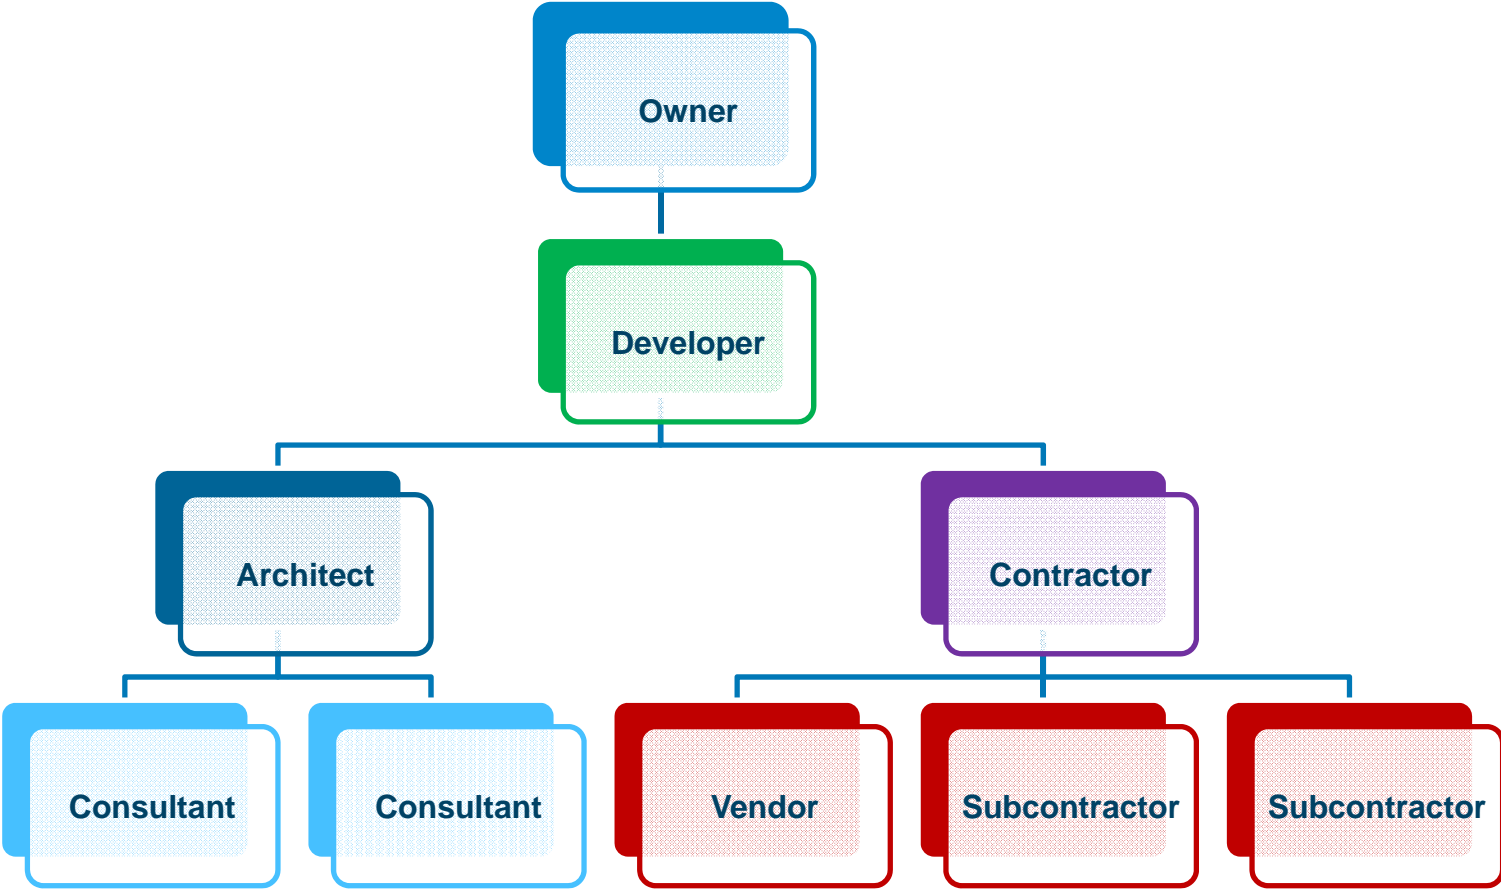 Owner
Developer
Architect
Contractor
Consultant
Consultant
Vendor
Subcontractor
Subcontractor